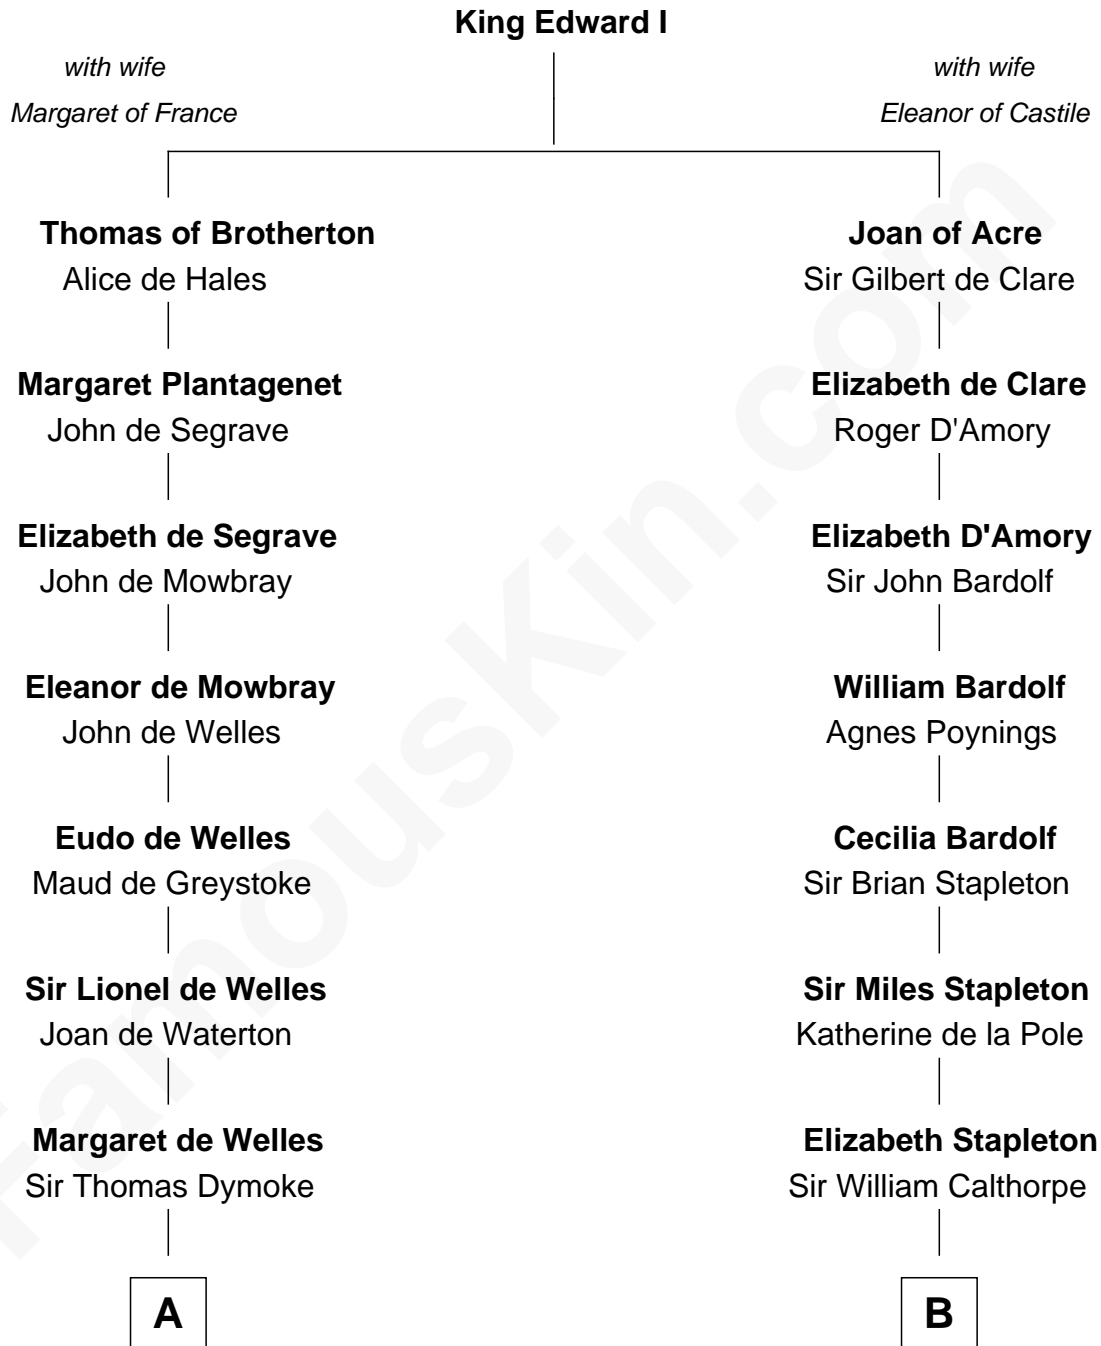 King Edward I
with wife
Margaret of France
with wife
Eleanor of Castile
Thomas of Brotherton
Alice de Hales
Joan of Acre
Sir Gilbert de Clare
Margaret Plantagenet
John de Segrave
Elizabeth de Clare
Roger D'Amory
Elizabeth de Segrave
John de Mowbray
Elizabeth D'Amory
Sir John Bardolf
Eleanor de Mowbray
John de Welles
William Bardolf
Agnes Poynings
Eudo de Welles
Maud de Greystoke
Cecilia Bardolf
Sir Brian Stapleton
Sir Lionel de Welles
Joan de Waterton
Sir Miles Stapleton
Katherine de la Pole
Margaret de Welles
Sir Thomas Dymoke
Elizabeth Stapleton
Sir William Calthorpe
A
B
FamousKin.com